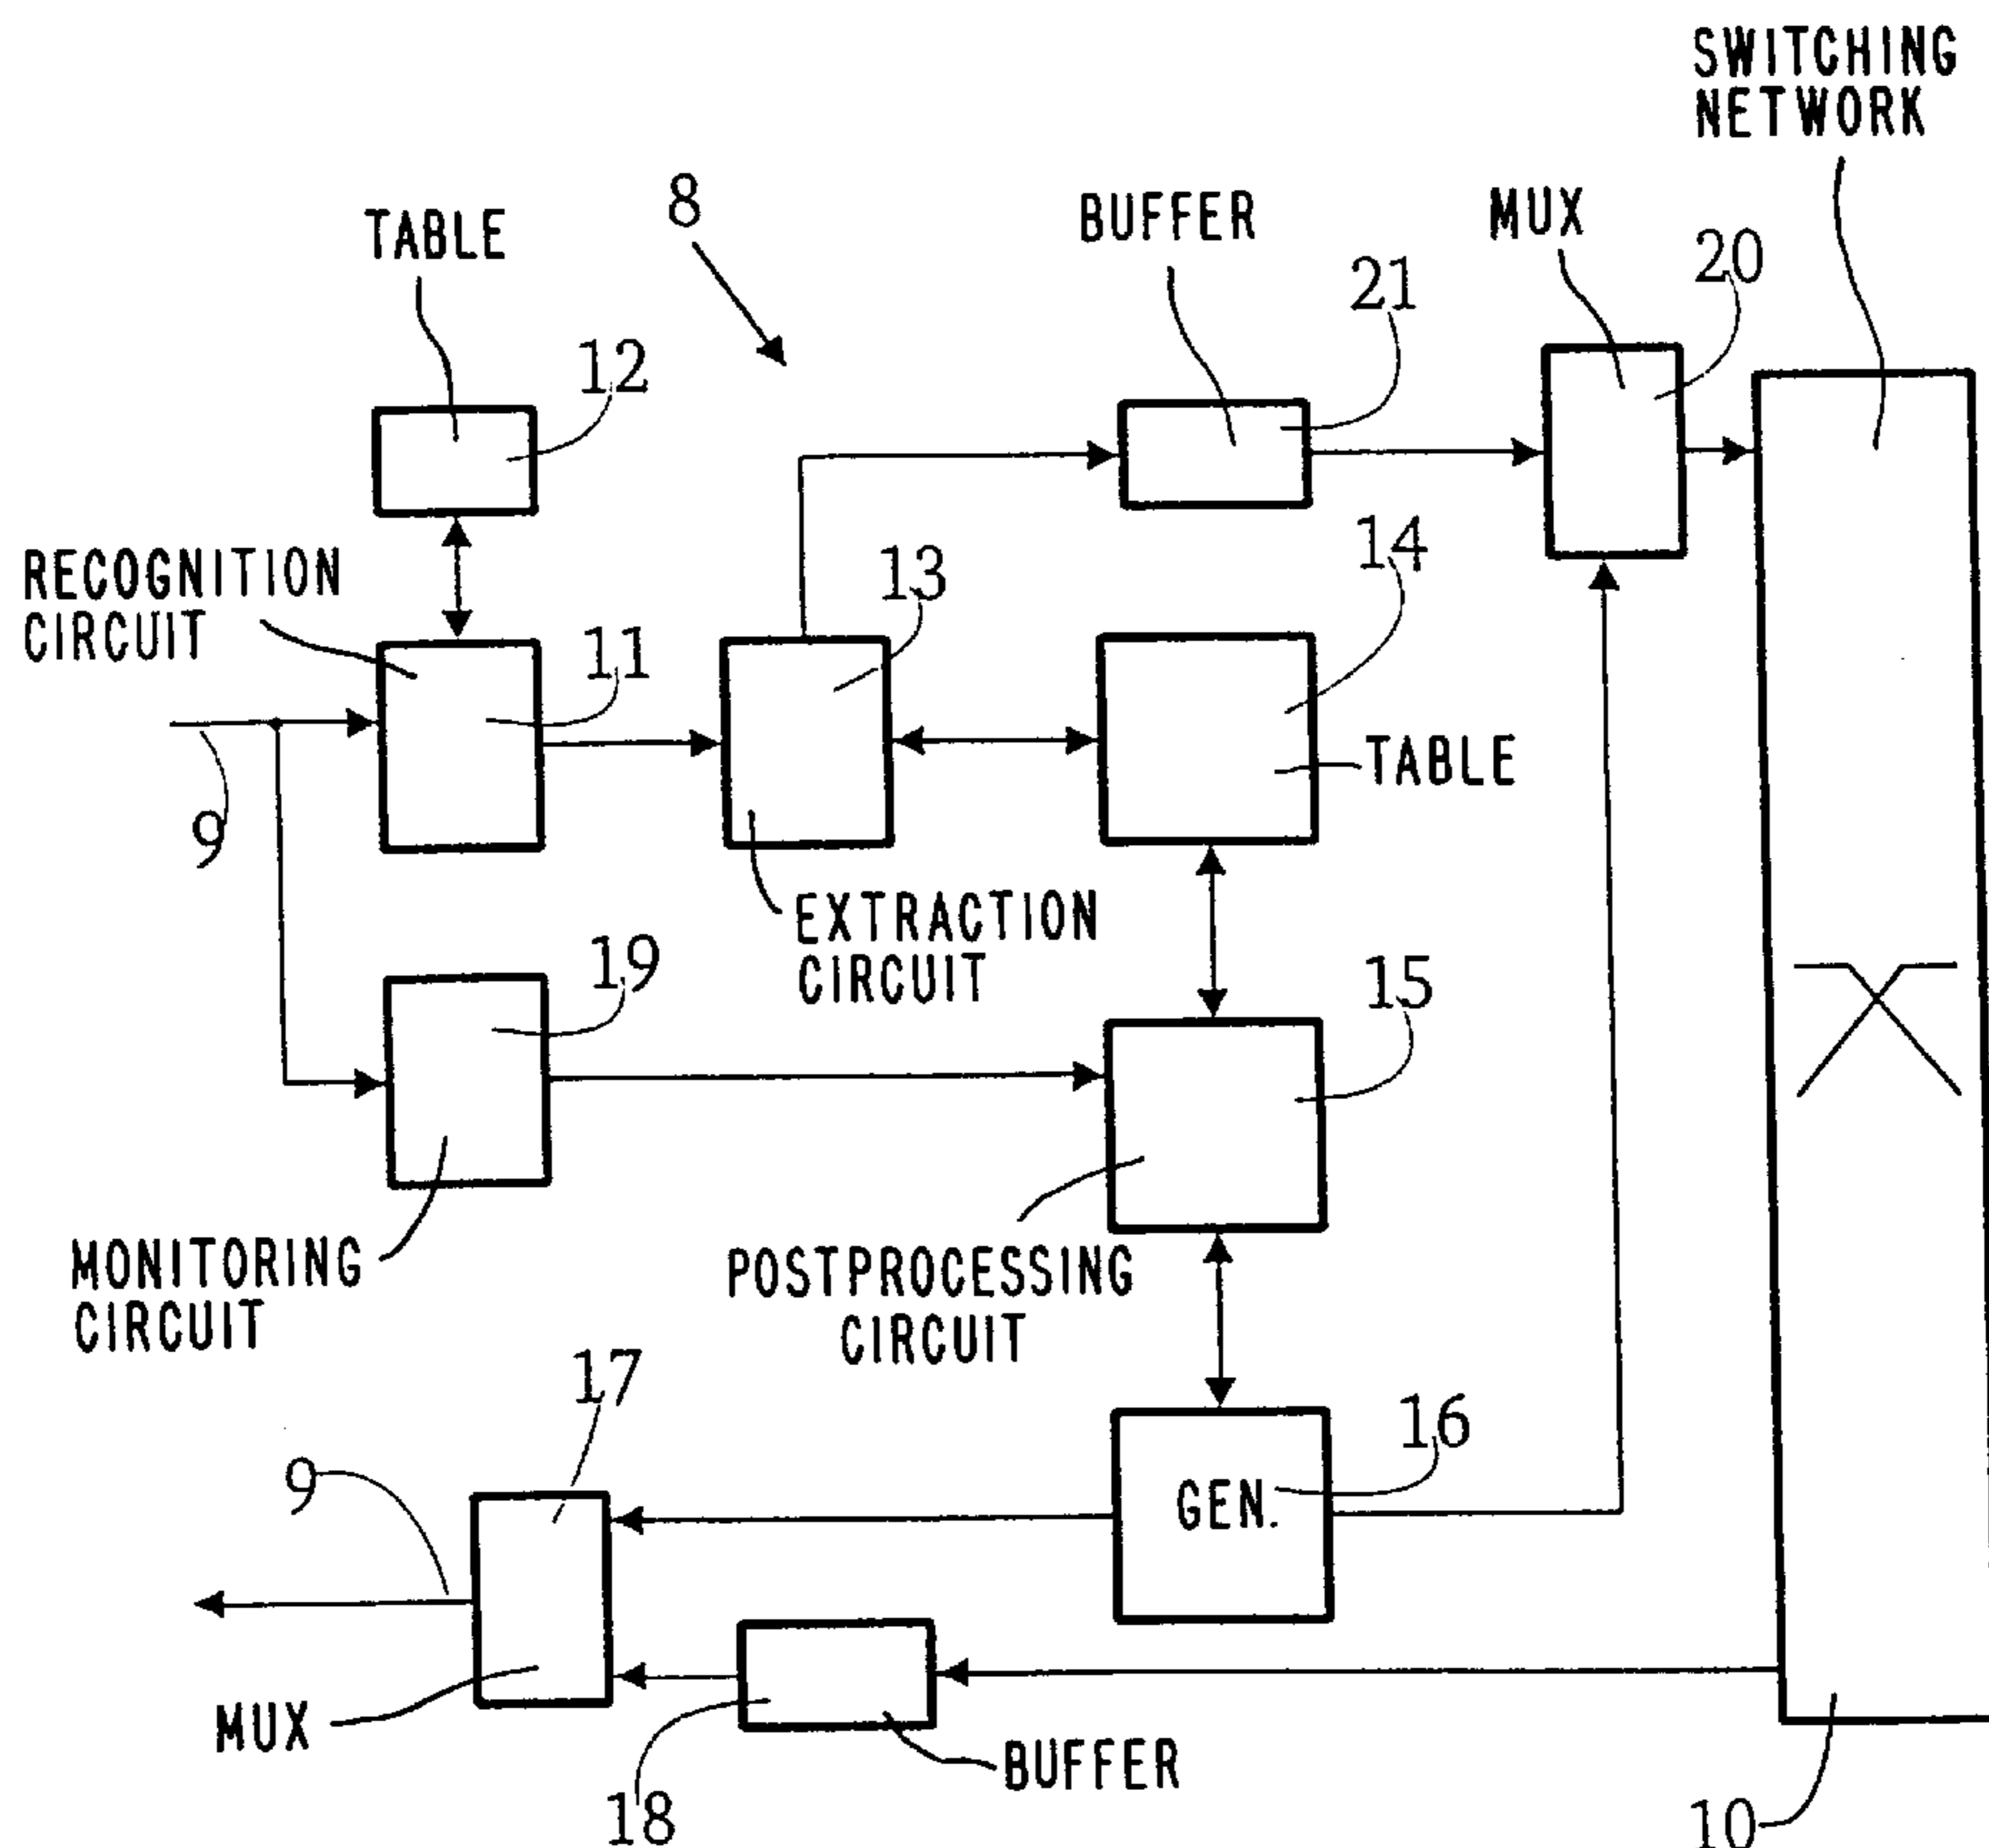 SWITCHING
NETWORK
8
BUFFER
MUX
TABLE
20
21
12
14
RECOGNITION
CIRCUIT
13
11
TABLE
9
EXTRACTION
CIRCUIT
19
15
MONITORING
CIRCUIT
POSTPROCESSING
CIRCUIT
17
16
9
GEN.
MUX
BUFFER
18
10